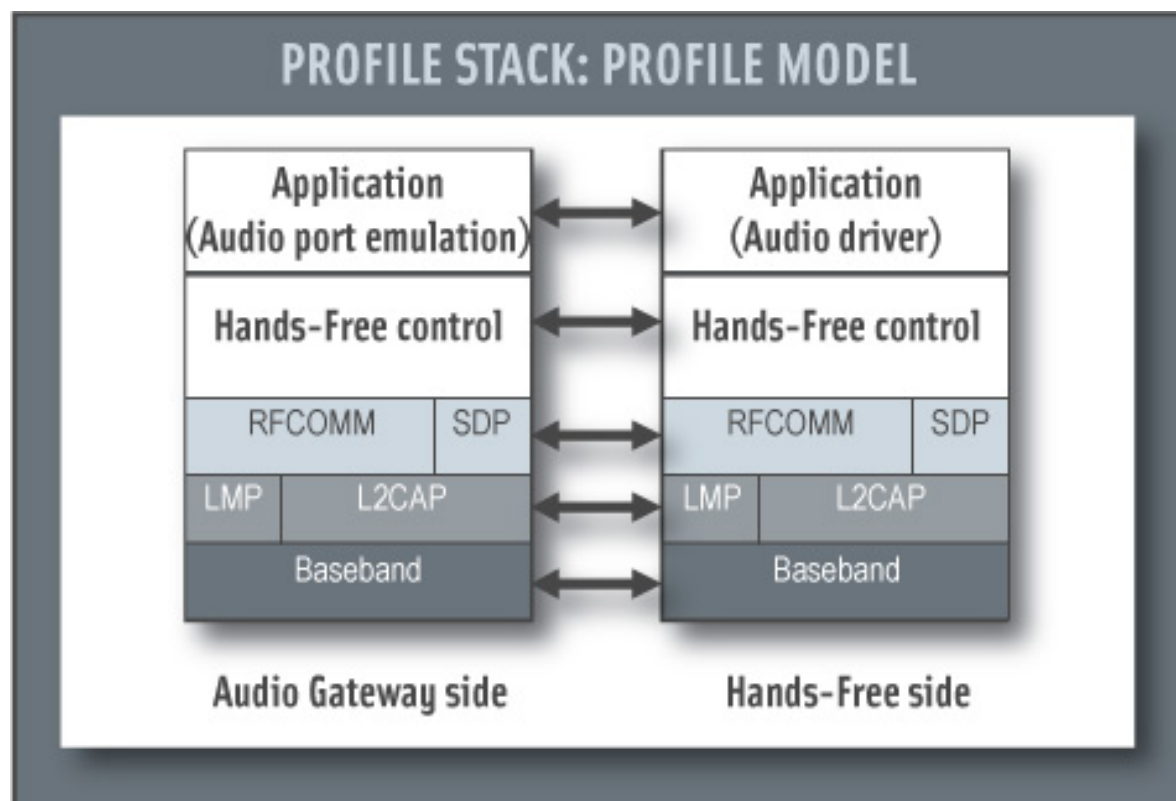 PROFILE STACK: PROFILE MODEL
Application
(Audio port emulation)
Hands-Free control
RFCOMM
SDP
LMP
L2CAP
Baseband
Audio Gateway side
Application
(Audio driver)
Hands-Free control
RFCOMM
SDP
LMP
L2CAP
Baseband
Hands-Free side